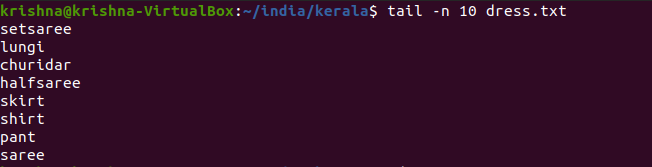 krishna@krishna-VirtualBox:~/india/kerala$ tail -n 10 dress.txt
setsaree
lungi
churidar
halfsaree
skirt
shirt
pant
saree